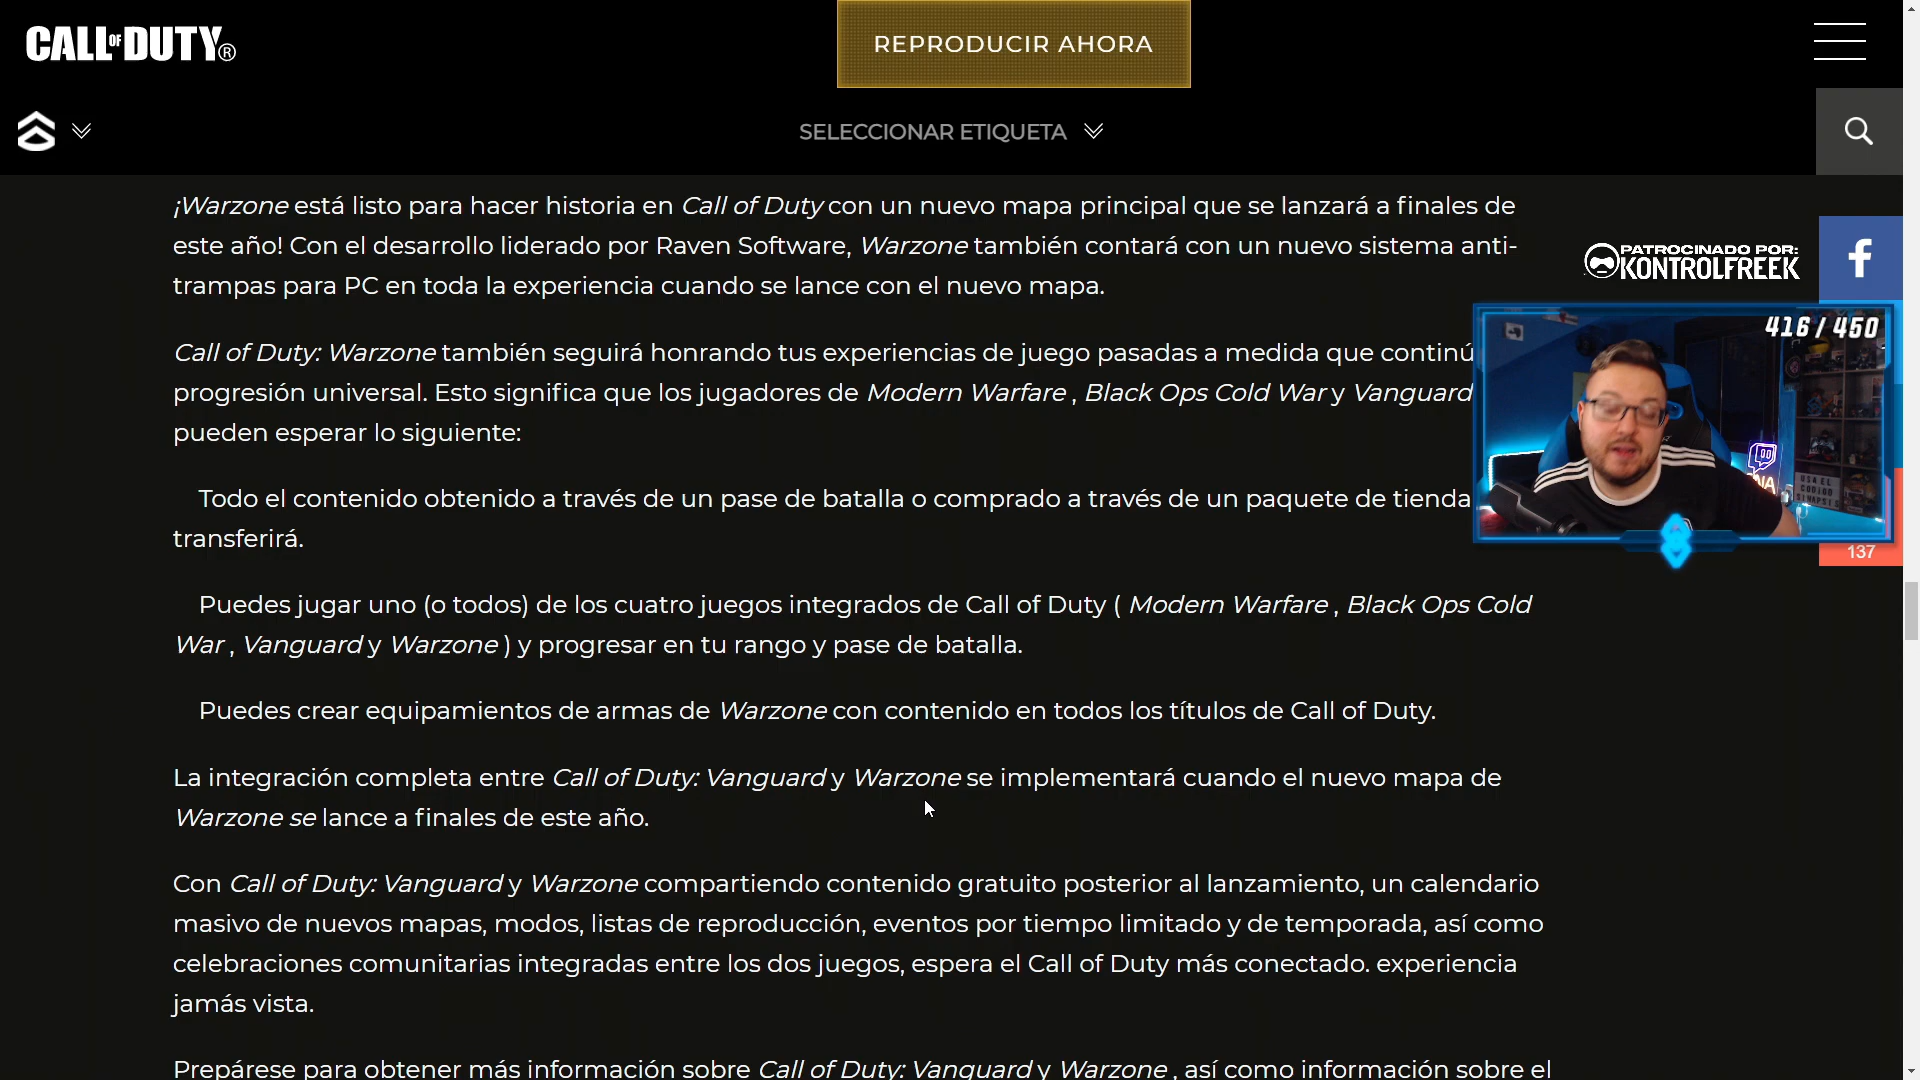 CALL OF DUTY®
REPRODUCIR AHORA
SELECCIONAR ETIQUETA
¡Warzone está listo para hacer historia en Call of Duty con un nuevo mapa principal que se lanzará a finales de
este año! Con el desarrollo liderado por Raven Software, Warzone también contará con un nuevo sistema anti-
trampas para PC en toda la experiencia cuando se lance con el nuevo mapa.
PATROCINADO POR:
KONTROLFREEK
416 / 450
Call of Duty: Warzone también seguirá honrando tus experiencias de juego pasadas a medida que continú
progresión universal. Esto significa que los jugadores de Modern Warfare , Black Ops Cold War y Vanguard
pueden esperar lo siguiente:
Todo el contenido obtenido a través de un pase de batalla o comprado a través de un paquete de tienda
transferirá.
USA EL
CODIGO
137
Puedes jugar uno (o todos) de los cuatro juegos integrados de Call of Duty ( Modern Warfare , Black Ops Cold
War , Vanguard y Warzone ) y progresar en tu rango y pase de batalla.
Puedes crear equipamientos de armas de Warzone con contenido en todos los títulos de Call of Duty.
La integración completa entre Call of Duty: Vanguard y Warzone se implementará cuando el nuevo mapa de
Warzone se lance a finales de este año.
Con Call of Duty: Vanguard y Warzone compartiendo contenido gratuito posterior al lanzamiento, un calendario
masivo de nuevos mapas, modos, listas de reproducción, eventos por tiempo limitado y de temporada, así como
celebraciones comunitarias integradas entre los dos juegos, espera el Call of Duty más conectado. experiencia
jamás vista.
Prepárese para obtener más información sobre Call of Duty: Vanguard y Warzone , así como información sobre el